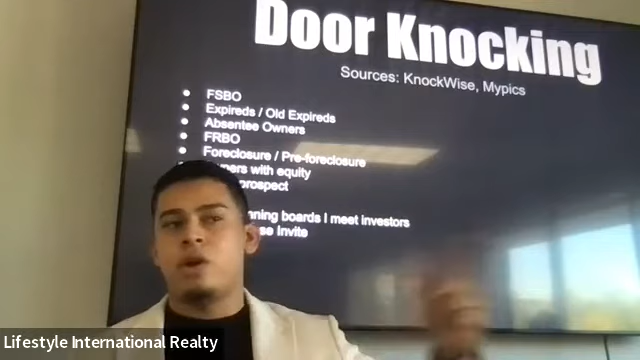 Door Knocking
Sources: KnockWise, Mypics
● FSBO
● Expireds / Old Expireds
● Absentee Owners
● FRBO
● Foreclosure / Pre-foreclosure
with equity
prospect
boards I meet investors
Invite
Lifestyle International Realty